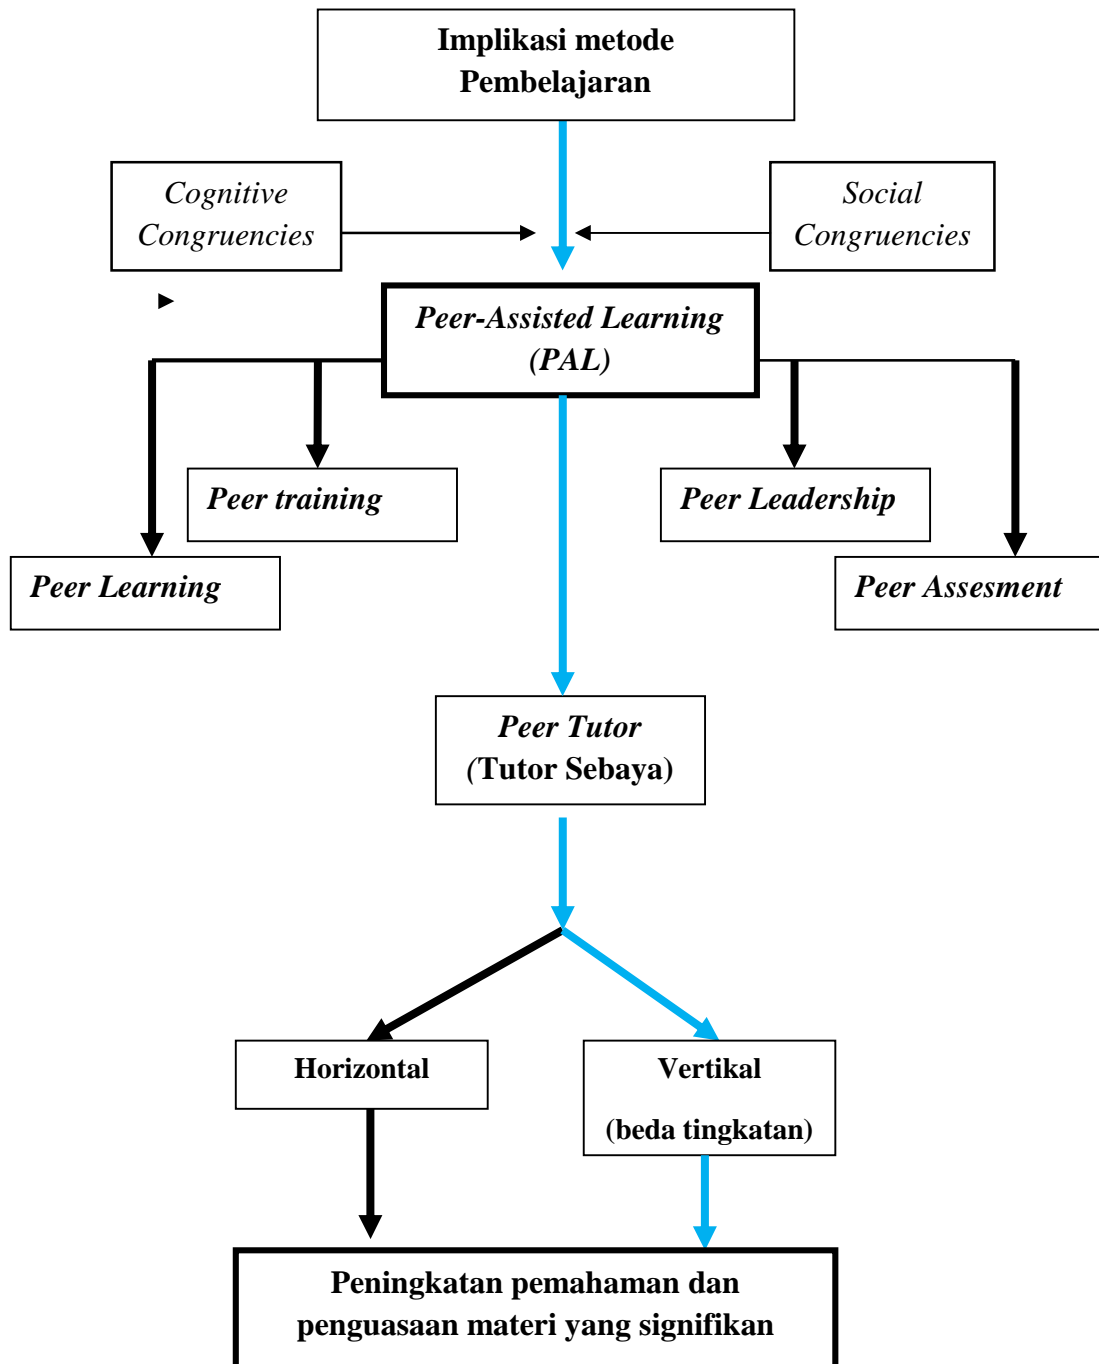 Implikasi metode
Pembelajaran
Cognitive
Congruencies
Social
Congruencies
Peer-Assisted Learning
(PAL)
Peer training
Peer Leadership
Peer Learning
Peer Assesment
Peer Tutor
(Tutor Sebaya)
Horizontal
Vertikal
(beda tingkatan)
Peningkatan pemahaman dan
penguasaan materi yang signifikan